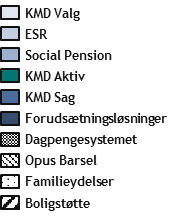 KMD Valg
ESR
Social Pension
KMD Aktiv
KMD Sag
Forudsætningsløsninger
Dagpengesystemet
Opus Barsel
Familieydelser
Boligstøtte